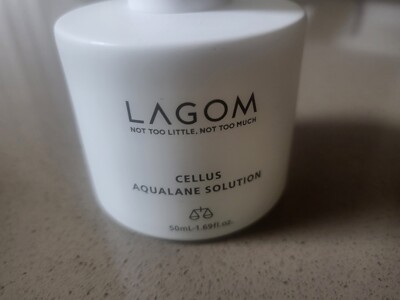 LAGOM
NOT TOO LITTLE, NOT TOO MUCH
CELLUS
AQUALANE SOLUTION
50mL·1.69fl.oz.